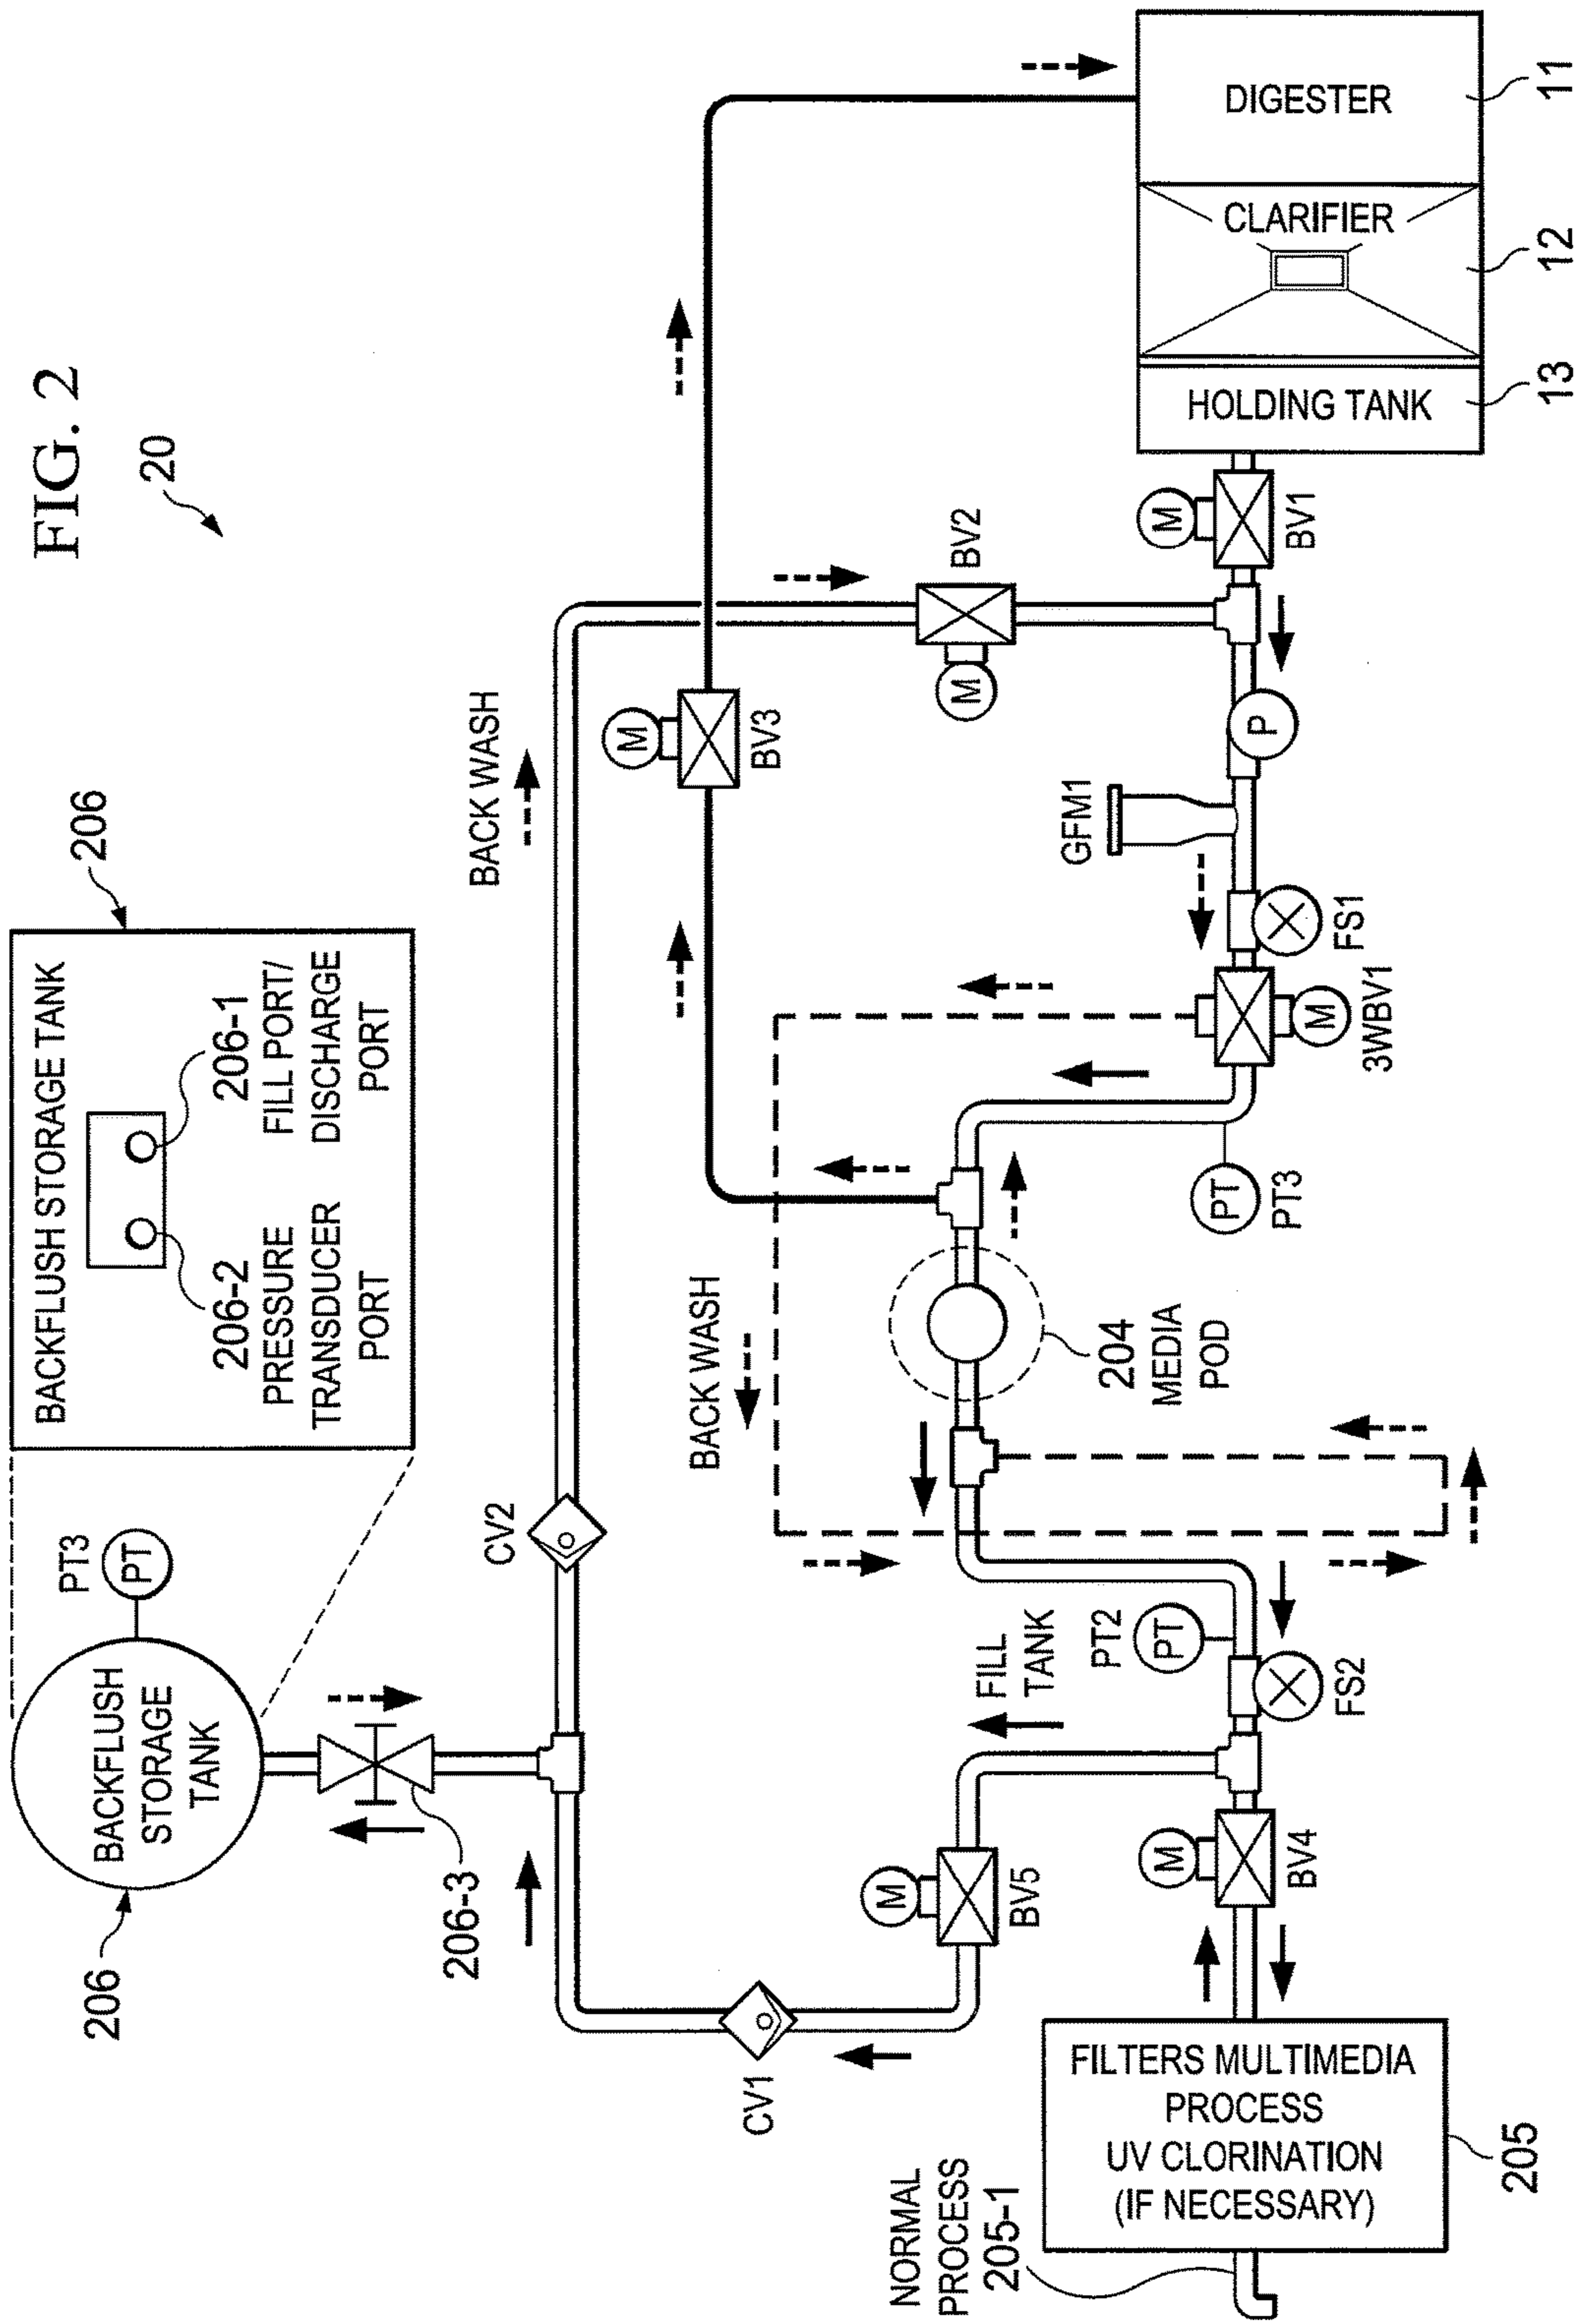 FIG. 2
20
BACKFLUSH STORAGE TANK
206
206-2
PRESSURE
TRANSDUCER
PORT
206-1
FILL PORT/
DISCHARGE
PORT
BACKFLUSH
STORAGE
TANK
206
PT
PT3
206-3
CV2
BACK WASH
CV1
M
BV3
M
BV2
M
BV5
FILL
TANK
BACK WASH
204
MEDIA
POD
PT
PT2
PT
PT3
GFM1
P
FS1
M
3WBV1
M
BV1
FS2
M
BV4
DIGESTER
11
CLARIFIER
12
HOLDING TANK
13
NORMAL
PROCESS
205-1
FILTERS MULTIMEDIA
PROCESS
UV CLORINATION
(IF NECESSARY)
205